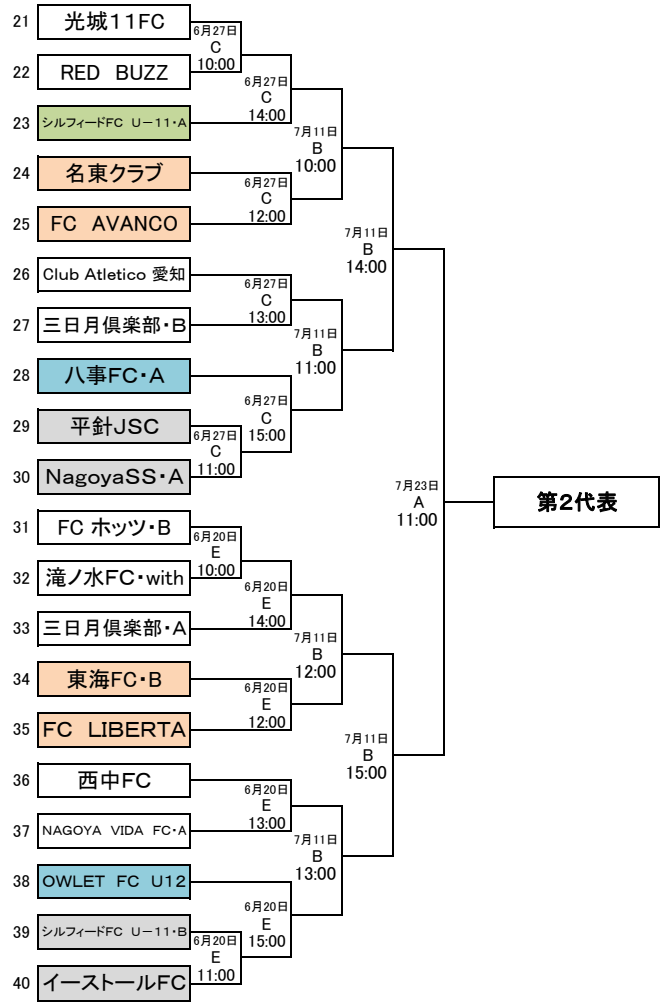 21 光城11FC
6月27日
C
10:00
22 RED BUZZ
6月27日
C
14:00
23 シルフィードFC U-11・A
7月11日
B
10:00
24 名東クラブ
6月27日
C
12:00
25 FC AVANCO
7月11日
B
14:00
26 Club Atletico 愛知
6月27日
C
13:00
27 三日月倶楽部・B
7月11日
B
11:00
28 八事FC・A
6月27日
C
15:00
29 平針JSC
6月27日
C
11:00
30 NagoyaSS・A
7月23日
A
11:00
第2代表
31 FC ホッツ・B
6月20日
E
10:00
32 滝ノ水FC・with
6月20日
E
14:00
33 三日月倶楽部・A
7月11日
B
12:00
34 東海FC・B
6月20日
E
12:00
35 FC LIBERTA
7月11日
B
15:00
36 西中FC
6月20日
E
13:00
37 NAGOYA VIDA FC・A
7月11日
B
13:00
38 OWLET FC U12
6月20日
E
15:00
39 シルフィードFC U-11・B
6月20日
E
11:00
40 イーストールFC